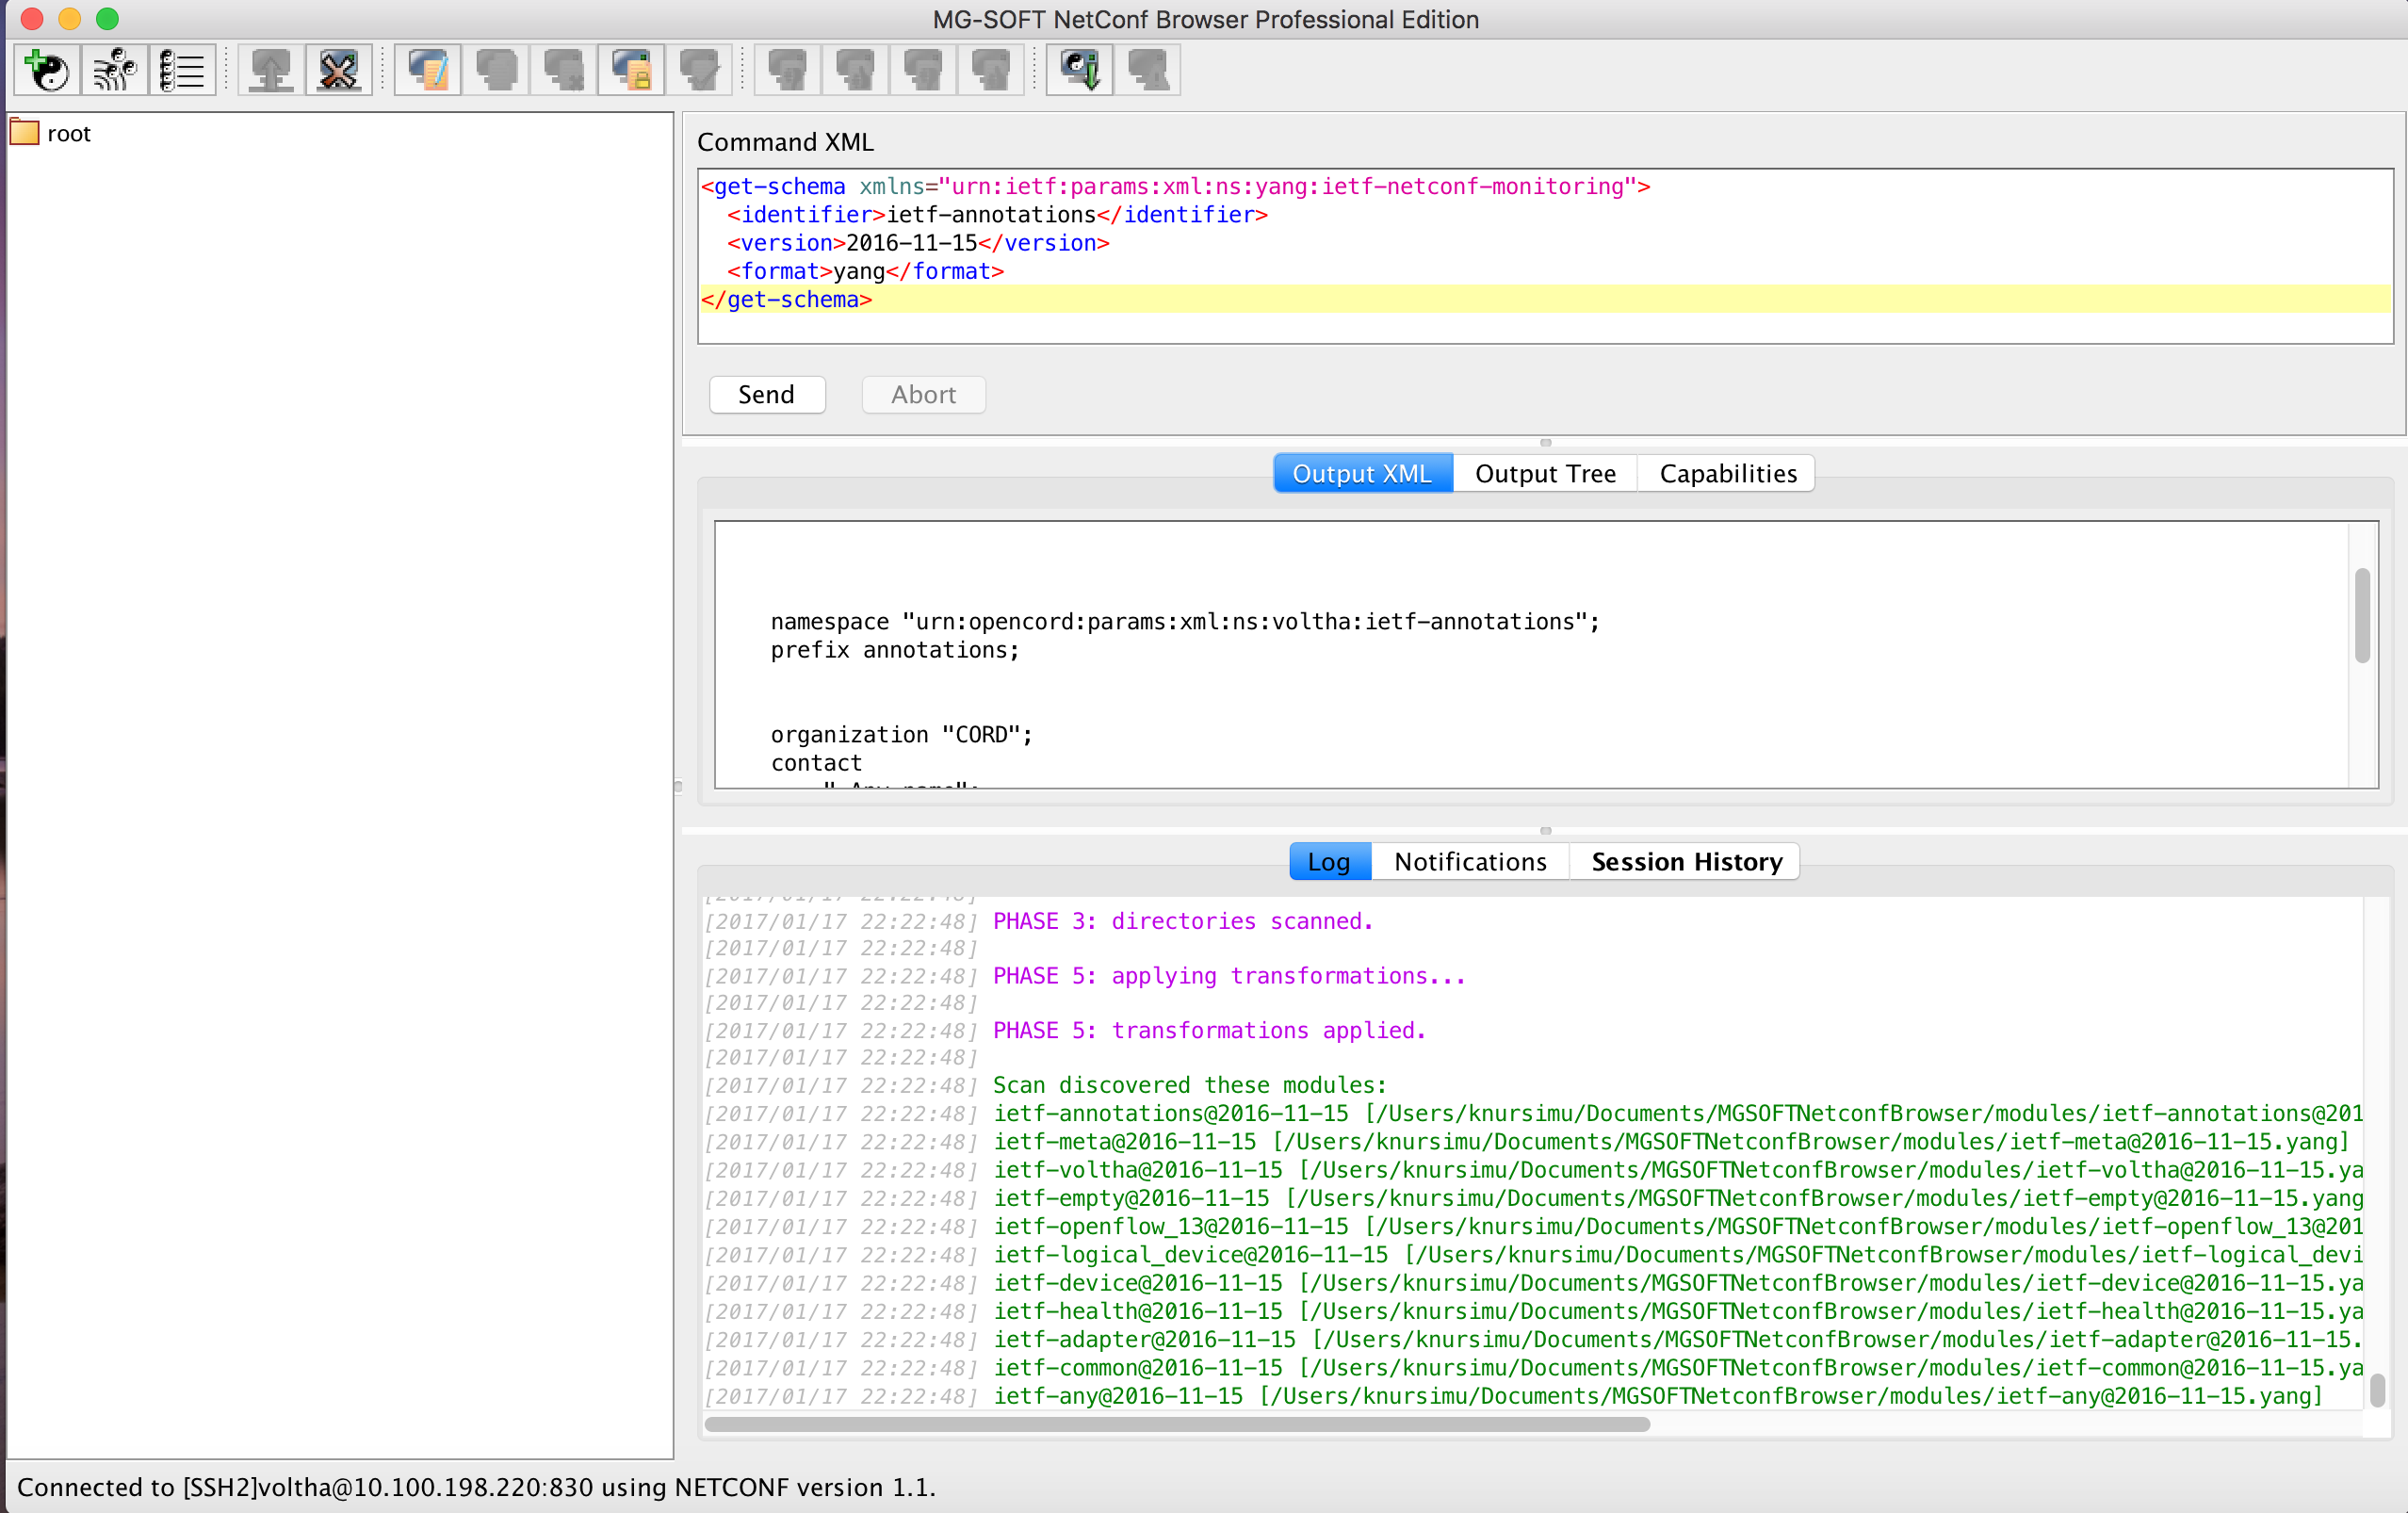 MG-SOFT NetConf Browser Professional Edition
root
Command XML
<get-schema xmlns="urn:ietf:params:xml:ns:yang:ietf-netconf-monitoring">
  <identifier>ietf-annotations</identifier>
  <version>2016-11-15</version>
  <format>yang</format>
</get-schema>
Send
Abort
Output XML
Output Tree
Capabilities
namespace "urn:opencord:params:xml:ns:voltha:ietf-annotations";
prefix annotations;
organization "CORD";
contact
" Any name";
Log
Notifications
Session History
[2017/01/17 22:22:48]
[2017/01/17 22:22:48] PHASE 3: directories scanned.
[2017/01/17 22:22:48]
[2017/01/17 22:22:48] PHASE 5: applying transformations...
[2017/01/17 22:22:48]
[2017/01/17 22:22:48] PHASE 5: transformations applied.
[2017/01/17 22:22:48]
[2017/01/17 22:22:48] Scan discovered these modules:
[2017/01/17 22:22:48] ietf-annotations@2016-11-15 [/Users/knursimu/Documents/MGSOFTNetconfBrowser/modules/ietf-annotations@201
[2017/01/17 22:22:48] ietf-meta@2016-11-15 [/Users/knursimu/Documents/MGSOFTNetconfBrowser/modules/ietf-meta@2016-11-15.yang]
[2017/01/17 22:22:48] ietf-voltha@2016-11-15 [/Users/knursimu/Documents/MGSOFTNetconfBrowser/modules/ietf-voltha@2016-11-15.ya
[2017/01/17 22:22:48] ietf-empty@2016-11-15 [/Users/knursimu/Documents/MGSOFTNetconfBrowser/modules/ietf-empty@2016-11-15.yang
[2017/01/17 22:22:48] ietf-openflow_13@2016-11-15 [/Users/knursimu/Documents/MGSOFTNetconfBrowser/modules/ietf-openflow_13@201
[2017/01/17 22:22:48] ietf-logical_device@2016-11-15 [/Users/knursimu/Documents/MGSOFTNetconfBrowser/modules/ietf-logical_devi
[2017/01/17 22:22:48] ietf-device@2016-11-15 [/Users/knursimu/Documents/MGSOFTNetconfBrowser/modules/ietf-device@2016-11-15.ya
[2017/01/17 22:22:48] ietf-health@2016-11-15 [/Users/knursimu/Documents/MGSOFTNetconfBrowser/modules/ietf-health@2016-11-15.ya
[2017/01/17 22:22:48] ietf-adapter@2016-11-15 [/Users/knursimu/Documents/MGSOFTNetconfBrowser/modules/ietf-adapter@2016-11-15.
[2017/01/17 22:22:48] ietf-common@2016-11-15 [/Users/knursimu/Documents/MGSOFTNetconfBrowser/modules/ietf-common@2016-11-15.ya
[2017/01/17 22:22:48] ietf-any@2016-11-15 [/Users/knursimu/Documents/MGSOFTNetconfBrowser/modules/ietf-any@2016-11-15.yang]
Connected to [SSH2]voltha@10.100.198.220:830 using NETCONF version 1.1.